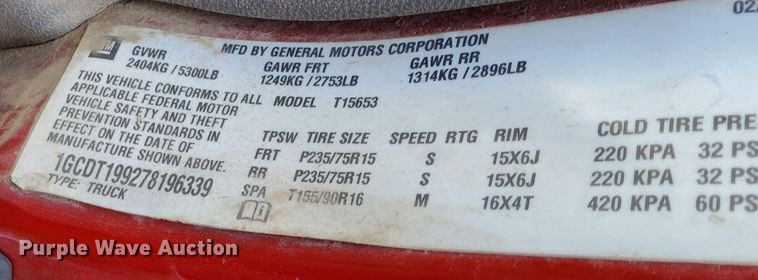 02
MFD BY GENERAL MOTORS CORPORATION
GM
GVWR GAWR FRT GAWR RR
2404KG / 5300LB 1249KG / 2753LB 1314KG / 2896LB
THIS VEHICLE CONFORMS TO ALL MODEL T15653
APPLICABLE FEDERAL MOTOR
VEHICLE SAFETY AND THEFT
PREVENTION STANDARDS IN
EFFECT ON THE DATE OF
MANUFACTURE SHOWN ABOVE.
1GCDT199278196339
TYPE: TRUCK
TPSW TIRE SIZE SPEED RTG RIM COLD TIRE PRE
FRT P235/75R15 S 15X6J 220 KPA 32 PS
RR P235/75R15 S 15X6J 220 KPA 32 PS
SPA T155/90R16 M 16X4T 420 KPA 60 PS
Purple Wave Auction